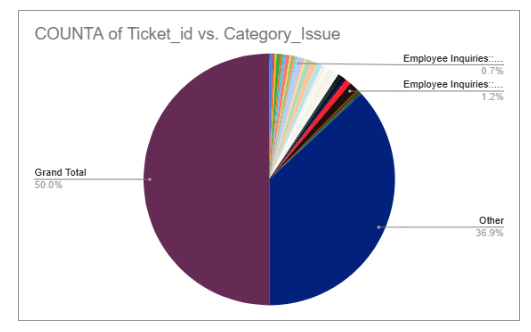 COUNTA of Ticket_id vs. Category_Issue
Employee Inquiries::...
0.7%
Employee Inquiries::...
1.2%
Grand Total
50.0%
Other
36.9%